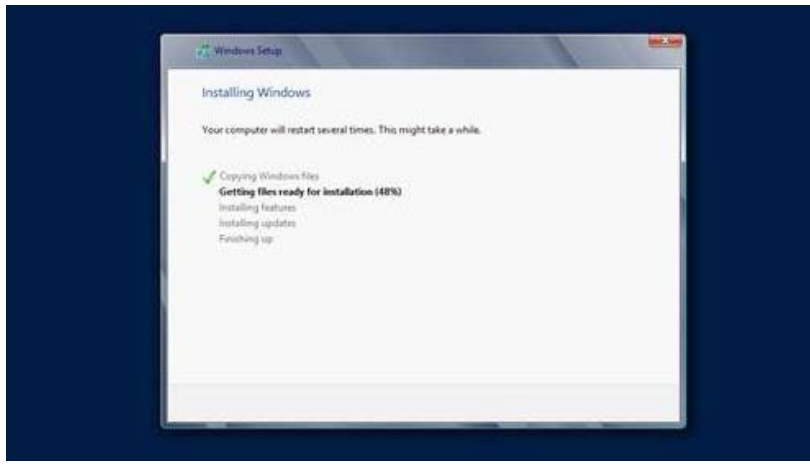 Windows Setup
Installing Windows
Your computer will restart several times. This might take a while.
Copying Windows files
Getting files ready for installation (48%)
Installing features
Installing updates
Finishing up